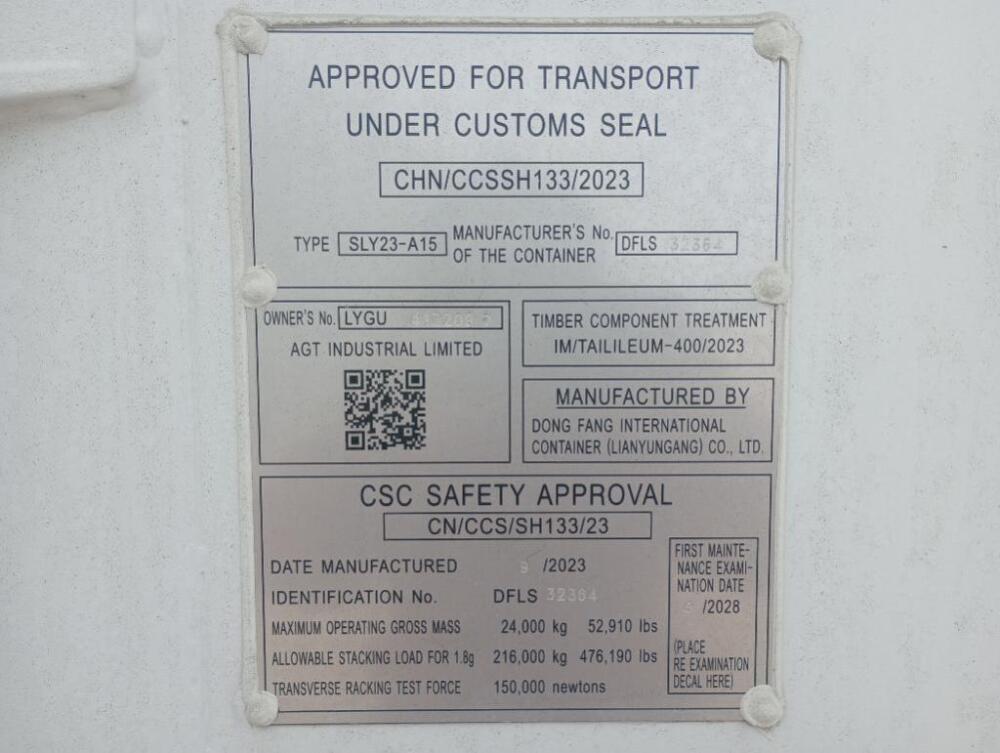 APPROVED FOR TRANSPORT
UNDER CUSTOMS SEAL
CHN/CCSSH133/2023
TYPE SLY23-A15 MANUFACTURER'S No.
OF THE CONTAINER DFLS 32364
OWNER'S No. LYGU
AGT INDUSTRIAL LIMITED
TIMBER COMPONENT TREATMENT
IM/TAILILEUM-400/2023
MANUFACTURED BY
DONG FANG INTERNATIONAL
CONTAINER (LIANYUNGANG) CO., LTD.
CSC SAFETY APPROVAL
CN/CCS/SH133/23
DATE MANUFACTURED 9 /2023
IDENTIFICATION No. DFLS 32364
MAXIMUM OPERATING GROSS MASS 24,000 kg 52,910 lbs
ALLOWABLE STACKING LOAD FOR 1.8g 216,000 kg 476,190 lbs
TRANSVERSE RACKING TEST FORCE 150,000 newtons
FIRST MAINTE-
NANCE EXAMI-
NATION DATE
/2028
(PLACE
RE EXAMINATION
DECAL HERE)